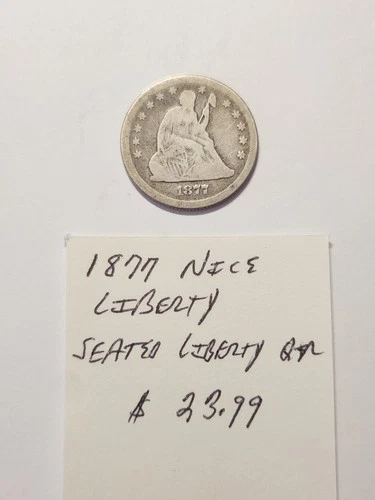 1877
1877 NICE
LIBERTY
SEATED LIBERTY QTR
$ 23.99